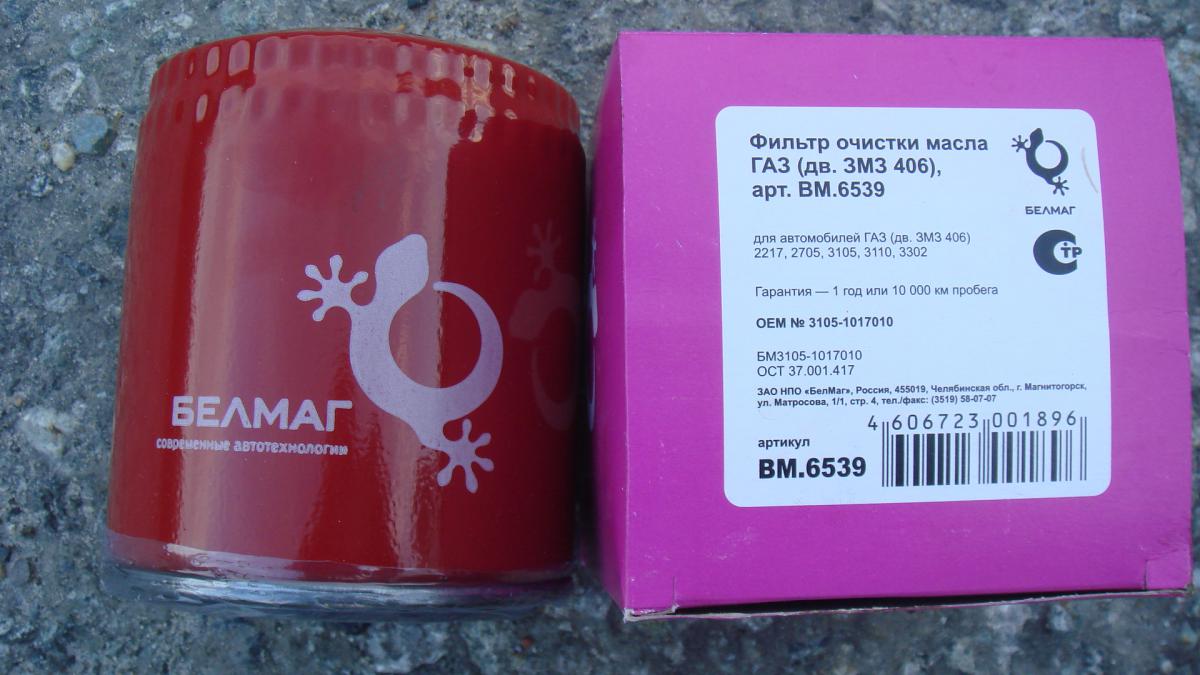 БЕЛМАГ
современные автотехнологии
Фильтр очистки масла
ГАЗ (дв. ЗМЗ 406),
арт. BM.6539
БЕЛМАГ
СТР
для автомобилей ГАЗ (дв. ЗМЗ 406)
2217, 2705, 3105, 3110, 3302
Гарантия — 1 год или 10 000 км пробега
OEM № 3105-1017010
БМ3105-1017010
ОСТ 37.001.417
ЗАО НПО «БелМаг», Россия, 455019, Челябинская обл., г. Магнитогорск,
ул. Матросова, 1/1, стр. 4, тел./факс: (3519) 58-07-07
4 606723 001896
артикул
BM.6539